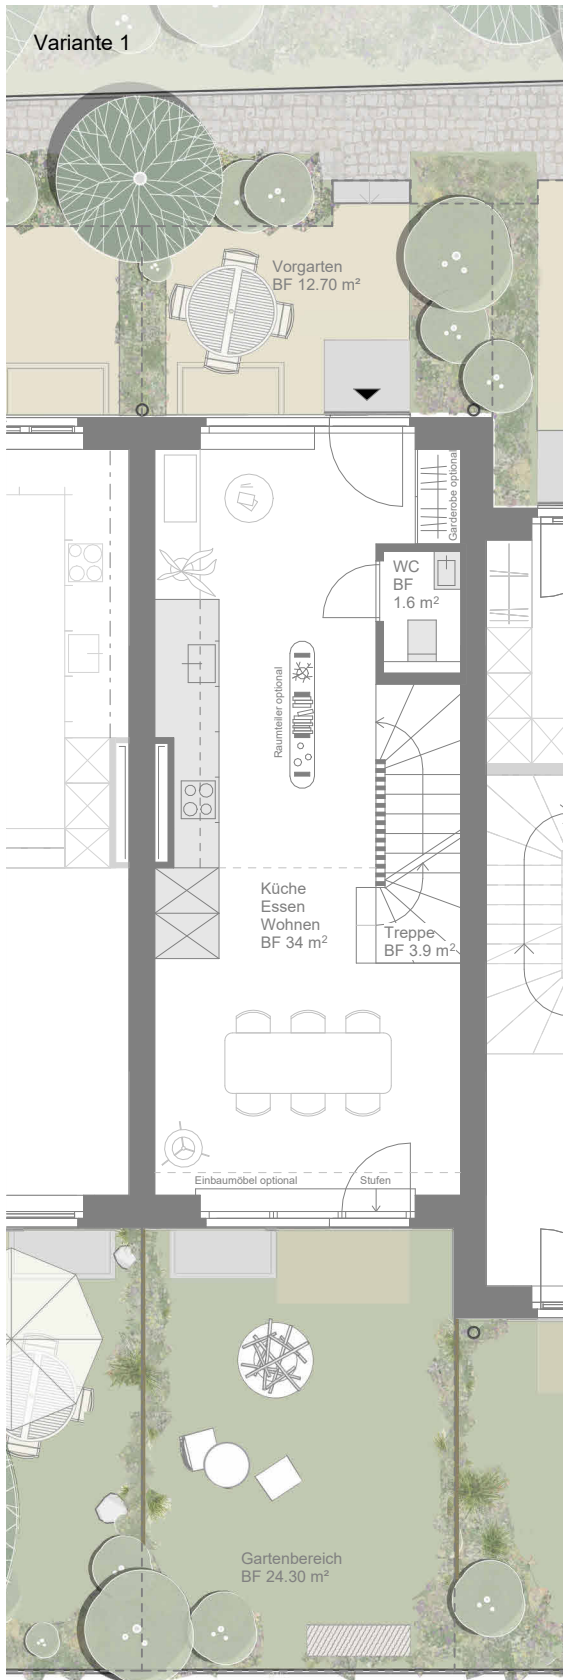 Variante 1
Vorgarten
BF 12.70 m²
Garderobe optional
WC
BF
1.6 m²
Raumteiler optional
Küche
Essen
Wohnen
BF 34 m²
Treppe
BF 3.9 m²
Einbaumöbel optional
Stufen
Gartenbereich
BF 24.30 m²